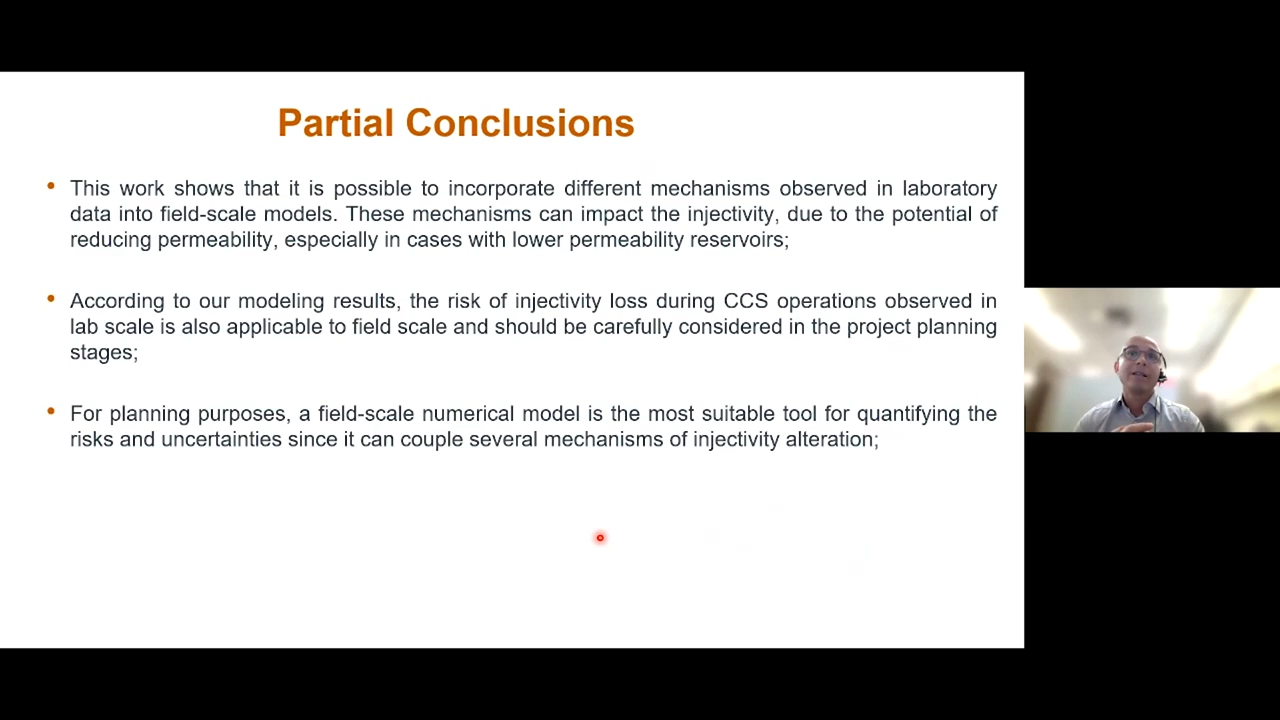 Partial Conclusions
• This work shows that it is possible to incorporate different mechanisms observed in laboratory
data into field-scale models. These mechanisms can impact the injectivity, due to the potential of
reducing permeability, especially in cases with lower permeability reservoirs;
• According to our modeling results, the risk of injectivity loss during CCS operations observed in
lab scale is also applicable to field scale and should be carefully considered in the project planning
stages;
• For planning purposes, a field-scale numerical model is the most suitable tool for quantifying the
risks and uncertainties since it can couple several mechanisms of injectivity alteration;